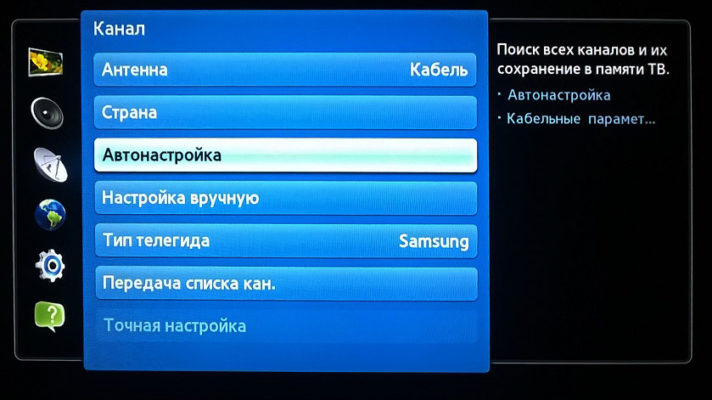 Канал
Антенна Кабель
Страна
Автонастройка
Настройка вручную
Тип телегида Samsung
Передача списка кан.
Точная настройка
Поиск всех каналов и их
сохранение в памяти ТВ.
· Автонастройка
· Кабельные парамет...
?